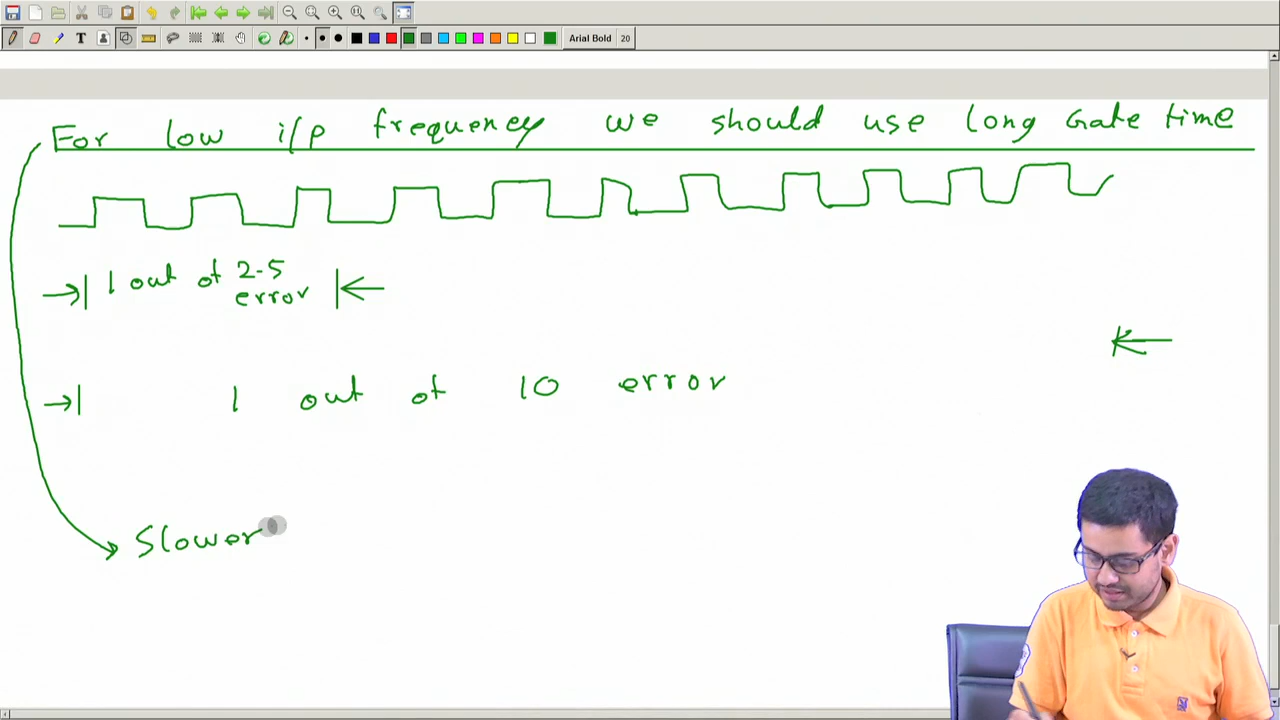 Arial Bold 20
For low i/p frequency we should use long Gate time
1 out of 2-5
error
1 out of 10 error
Slower